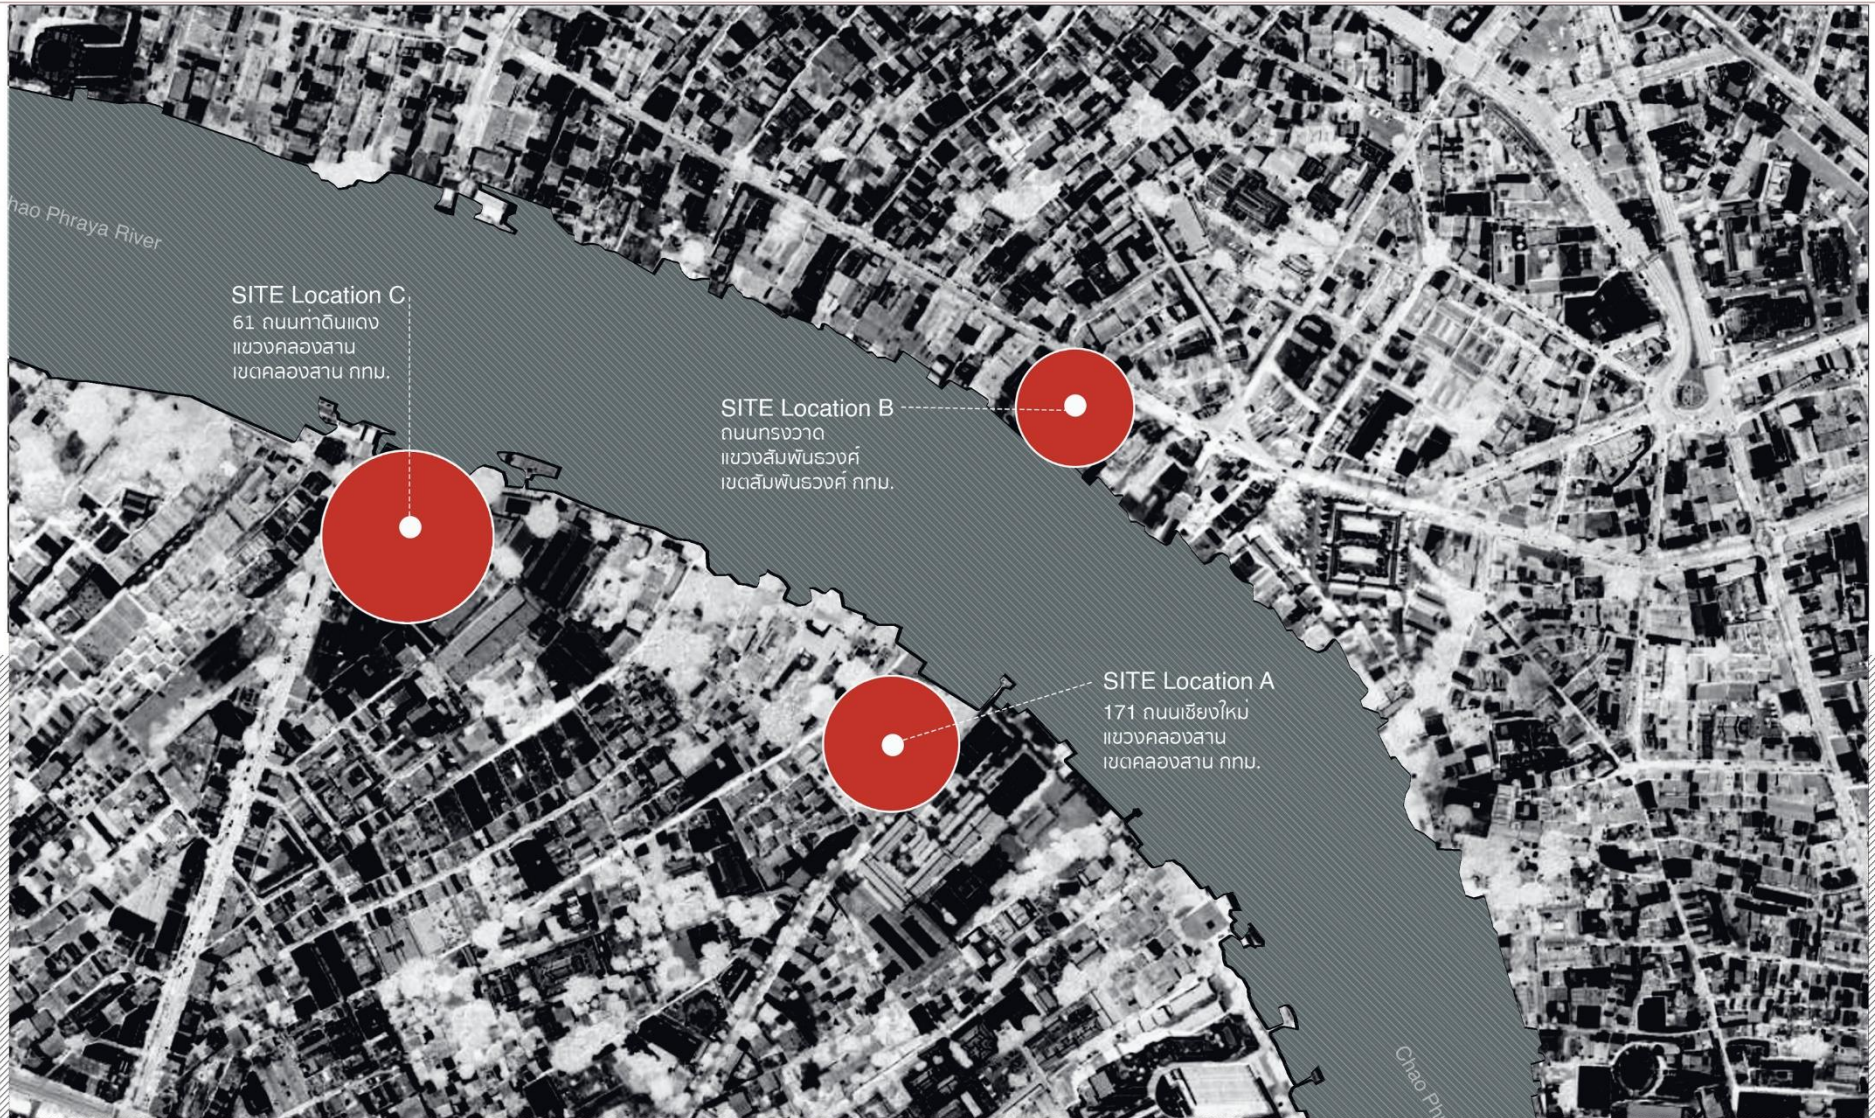 hao Phraya River
SITE Location C
61 ถนนท่าดินแดง
แขวงคลองสาน
เขตคลองสาน กทม.
SITE Location B
ถนนทรงวาด
แขวงสัมพันธวงศ์
เขตสัมพันธวงศ์ กทม.
SITE Location A
171 ถนนเชียงใหม่
แขวงคลองสาน
เขตคลองสาน กทม.
Chao Phr